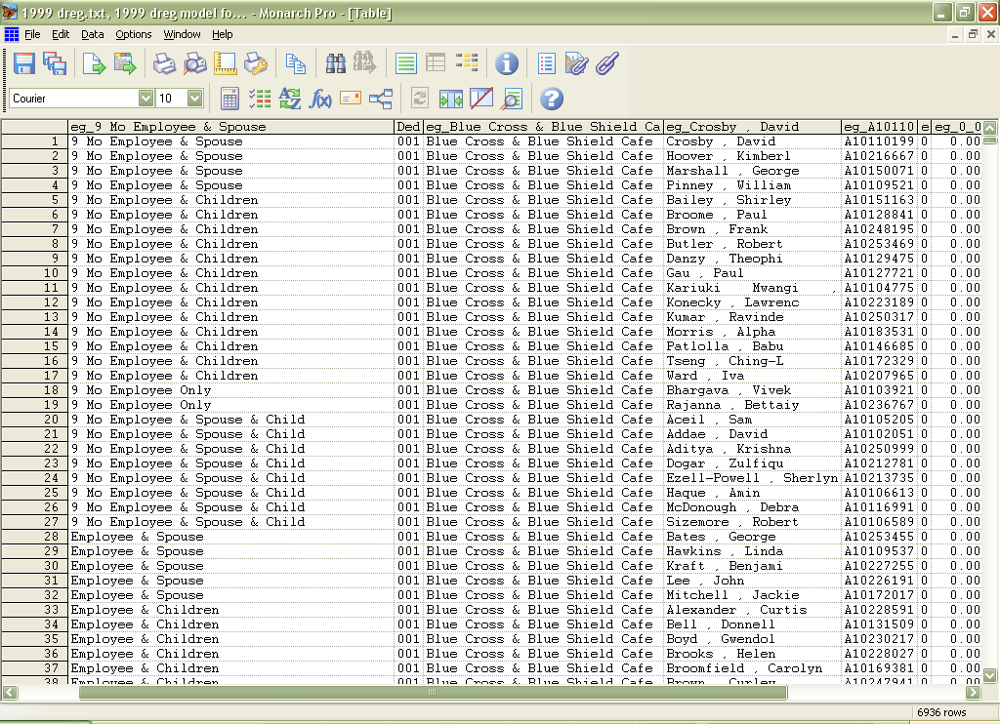 1999 dreg.txt, 1999 dreg model fo... - Monarch Pro - [Table]
File Edit Data Options Window Help
Courier 10
eg_9 Mo Employee & Spouse Ded eg_Blue Cross & Blue Shield Ca eg_Crosby , David eg_A10110 e eg_0_0
1 9 Mo Employee & Spouse 001 Blue Cross & Blue Shield Cafe Crosby , David A10110199 0 0.00
2 9 Mo Employee & Spouse 001 Blue Cross & Blue Shield Cafe Hoover , Kimberl A10216667 0 0.00
3 9 Mo Employee & Spouse 001 Blue Cross & Blue Shield Cafe Marshall , George A10150071 0 0.00
4 9 Mo Employee & Spouse 001 Blue Cross & Blue Shield Cafe Pinney , William A10109521 0 0.00
5 9 Mo Employee & Children 001 Blue Cross & Blue Shield Cafe Bailey , Shirley A10151163 0 0.00
6 9 Mo Employee & Children 001 Blue Cross & Blue Shield Cafe Broome , Paul A10128841 0 0.00
7 9 Mo Employee & Children 001 Blue Cross & Blue Shield Cafe Brown , Frank A10248195 0 0.00
8 9 Mo Employee & Children 001 Blue Cross & Blue Shield Cafe Butler , Robert A10253469 0 0.00
9 9 Mo Employee & Children 001 Blue Cross & Blue Shield Cafe Danzy , Theophi A10129475 0 0.00
10 9 Mo Employee & Children 001 Blue Cross & Blue Shield Cafe Gau , Paul A10127721 0 0.00
11 9 Mo Employee & Children 001 Blue Cross & Blue Shield Cafe Kariuki Mwangi , A10104775 0 0.00
12 9 Mo Employee & Children 001 Blue Cross & Blue Shield Cafe Konecky , Lawrenc A10223189 0 0.00
13 9 Mo Employee & Children 001 Blue Cross & Blue Shield Cafe Kumar , Ravinde A10250317 0 0.00
14 9 Mo Employee & Children 001 Blue Cross & Blue Shield Cafe Morris , Alpha A10183531 0 0.00
15 9 Mo Employee & Children 001 Blue Cross & Blue Shield Cafe Patlolla , Babu A10146685 0 0.00
16 9 Mo Employee & Children 001 Blue Cross & Blue Shield Cafe Tseng , Ching-L A10172329 0 0.00
17 9 Mo Employee & Children 001 Blue Cross & Blue Shield Cafe Ward , Iva A10207965 0 0.00
18 9 Mo Employee Only 001 Blue Cross & Blue Shield Cafe Bhargava , Vivek A10103921 0 0.00
19 9 Mo Employee Only 001 Blue Cross & Blue Shield Cafe Rajanna , Bettaiy A10236767 0 0.00
20 9 Mo Employee & Spouse & Child 001 Blue Cross & Blue Shield Cafe Aceil , Sam A10105205 0 0.00
21 9 Mo Employee & Spouse & Child 001 Blue Cross & Blue Shield Cafe Addae , David A10102051 0 0.00
22 9 Mo Employee & Spouse & Child 001 Blue Cross & Blue Shield Cafe Aditya , Krishna A10250999 0 0.00
23 9 Mo Employee & Spouse & Child 001 Blue Cross & Blue Shield Cafe Dogar , Zulfiqu A10212781 0 0.00
24 9 Mo Employee & Spouse & Child 001 Blue Cross & Blue Shield Cafe Ezell-Powell , Sherlyn A10213735 0 0.00
25 9 Mo Employee & Spouse & Child 001 Blue Cross & Blue Shield Cafe Haque , Amin A10106613 0 0.00
26 9 Mo Employee & Spouse & Child 001 Blue Cross & Blue Shield Cafe McDonough , Debra A10116991 0 0.00
27 9 Mo Employee & Spouse & Child 001 Blue Cross & Blue Shield Cafe Sizemore , Robert A10106589 0 0.00
28 Employee & Spouse 001 Blue Cross & Blue Shield Cafe Bates , George A10253455 0 0.00
29 Employee & Spouse 001 Blue Cross & Blue Shield Cafe Hawkins , Linda A10109537 0 0.00
30 Employee & Spouse 001 Blue Cross & Blue Shield Cafe Kraft , Benjami A10227255 0 0.00
31 Employee & Spouse 001 Blue Cross & Blue Shield Cafe Lee , John A10226191 0 0.00
32 Employee & Spouse 001 Blue Cross & Blue Shield Cafe Mitchell , Jackie A10172017 0 0.00
33 Employee & Children 001 Blue Cross & Blue Shield Cafe Alexander , Curtis A10228591 0 0.00
34 Employee & Children 001 Blue Cross & Blue Shield Cafe Bell , Donnell A10131509 0 0.00
35 Employee & Children 001 Blue Cross & Blue Shield Cafe Boyd , Gwendol A10230217 0 0.00
36 Employee & Children 001 Blue Cross & Blue Shield Cafe Brooks , Helen A10228027 0 0.00
37 Employee & Children 001 Blue Cross & Blue Shield Cafe Broomfield , Carolyn A10169381 0 0.00
38 Employee & Children 001 Blue Cross & Blue Shield Cafe Brown , Curley A10247941 0 0.00
6936 rows